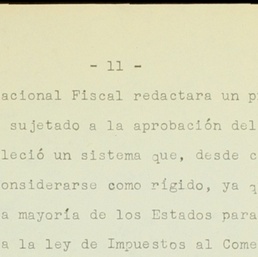 - 11 -
acional Fiscal redactara un p
sujetado a la aprobación del
leció un sistema que, desde c
onsiderarse como rígido, ya q
a mayoría de los Estados para
a la ley de Impuestos al Come